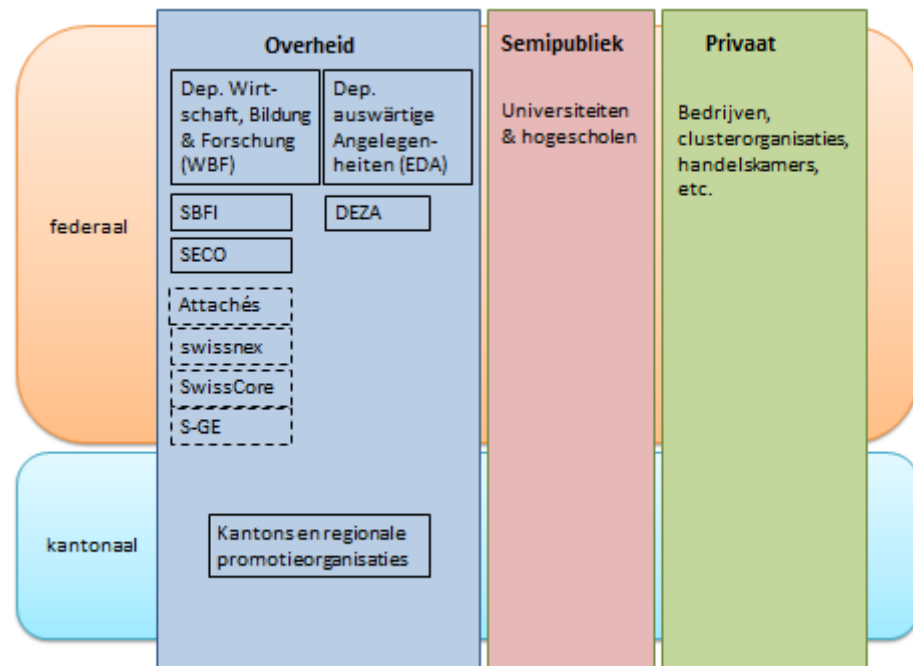 Overheid
Semipubliek
Privaat
Dep. Wirt-
schaft, Bildung
& Forschung
(WBF)
Dep.
auswärtige
Angelegen-
heiten (EDA)
Universiteiten
& hogescholen
Bedrijven,
clusterorganisaties,
handelskamers,
etc.
federaal
SBFI
DEZA
SECO
Attachés
swissnex
SwissCore
S-GE
kantonaal
Kantons en regionale
promotieorganisaties